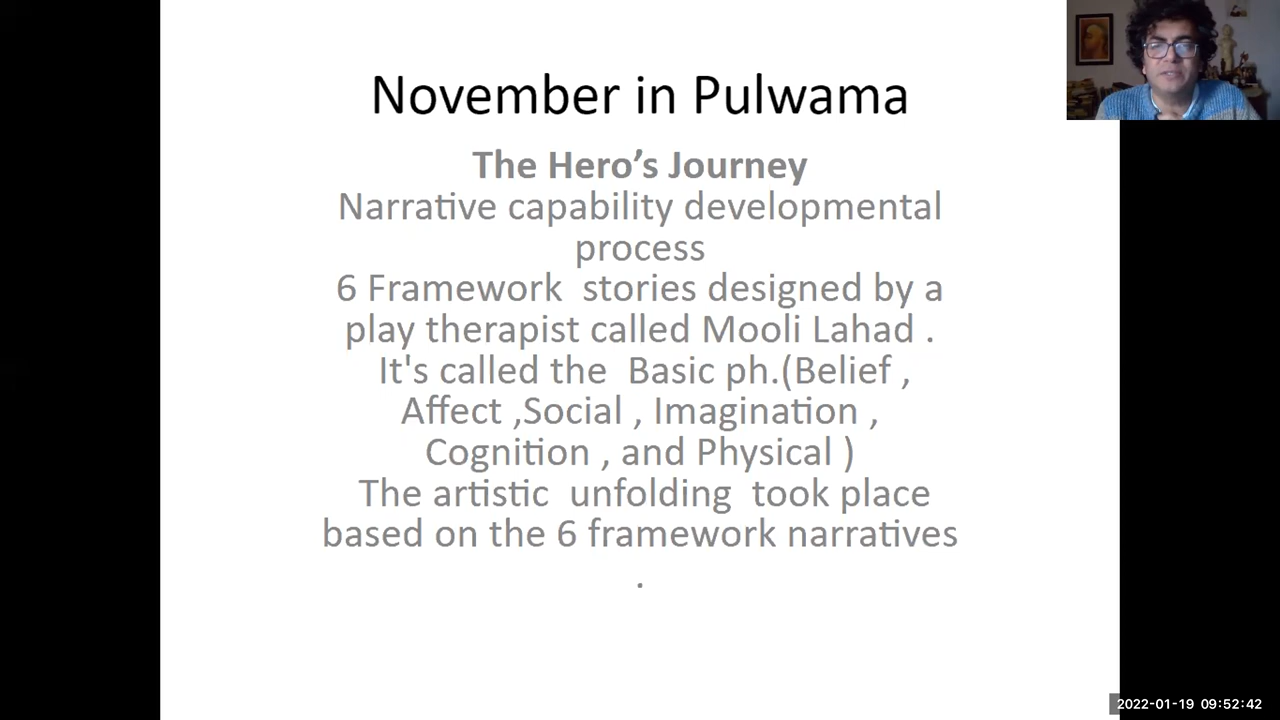 November in Pulwama
The Hero’s Journey
Narrative capability developmental
process
6 Framework  stories designed by a
play therapist called Mooli Lahad .
It's called the  Basic ph.(Belief ,
Affect ,Social , Imagination ,
Cognition , and Physical )
The artistic  unfolding  took place
based on the 6 framework narratives
.
2022-01-19 09:52:42